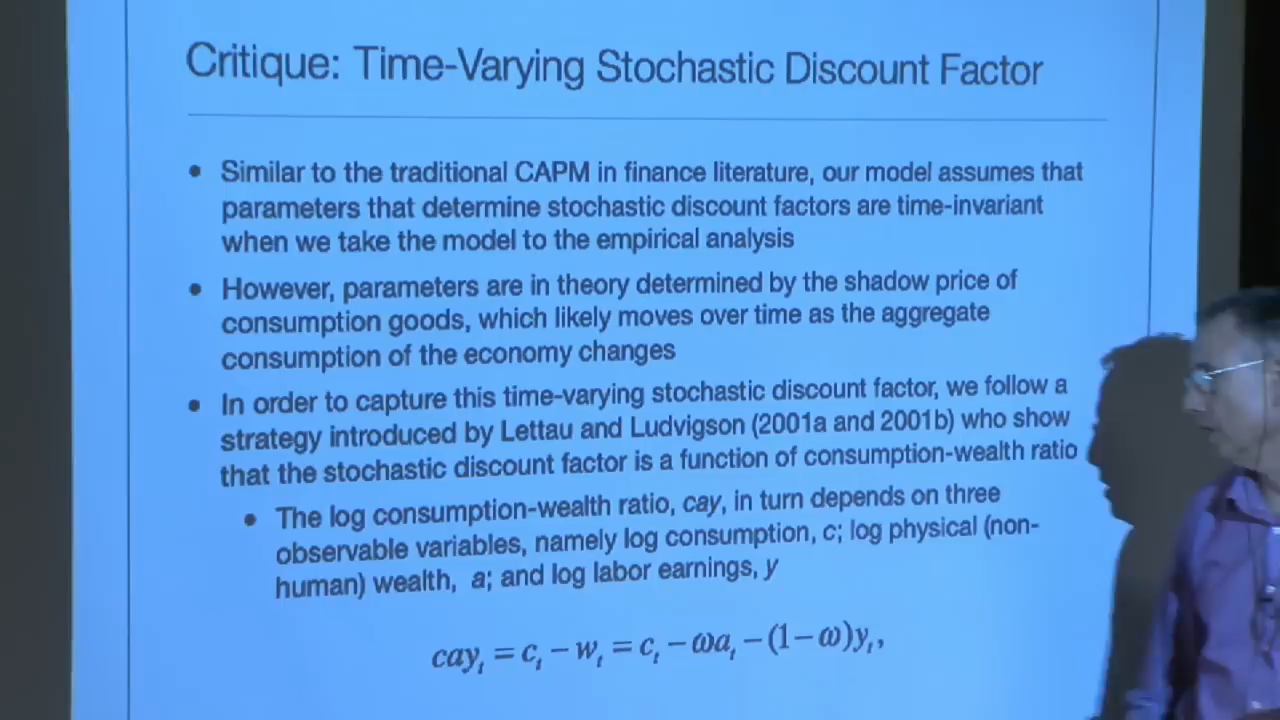 Critique: Time-Varying Stochastic Discount Factor
• Similar to the traditional CAPM in finance literature, our model assumes that
parameters that determine stochastic discount factors are time-invariant
when we take the model to the empirical analysis
• However, parameters are in theory determined by the shadow price of
consumption goods, which likely moves over time as the aggregate
consumption of the economy changes
• In order to capture this time-varying stochastic discount factor, we follow a
strategy introduced by Lettau and Ludvigson (2001a and 2001b) who show
that the stochastic discount factor is a function of consumption-wealth ratio
• The log consumption-wealth ratio, cay, in turn depends on three
observable variables, namely log consumption, c; log physical (non-
human) wealth, a; and log labor earnings, y
cayₜ = cₜ − wₜ = cₜ − ωaₜ − (1−ω)yₜ,